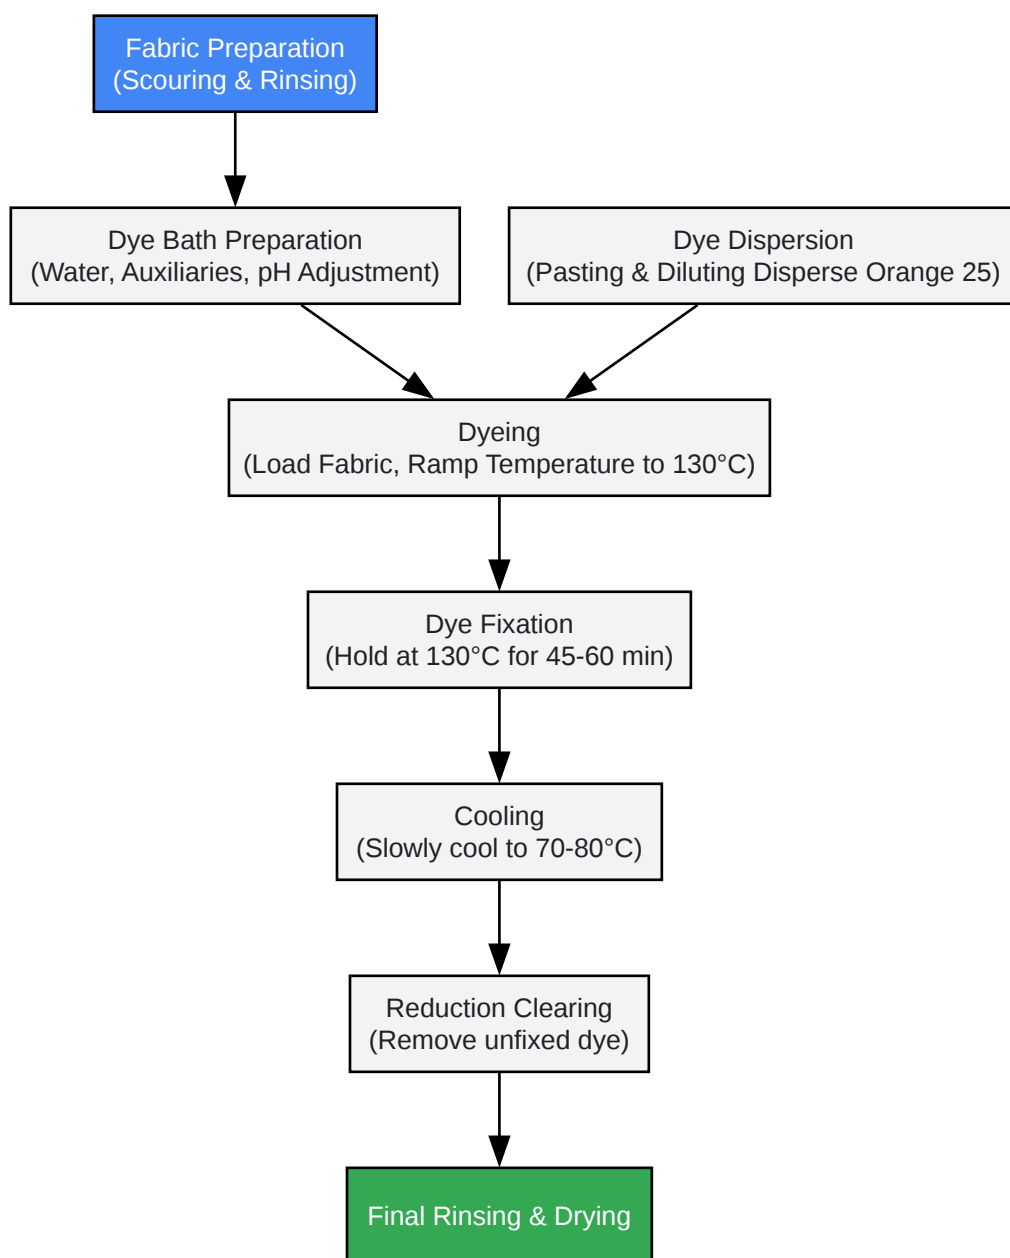 Fabric Preparation
(Scouring & Rinsing)
Dye Bath Preparation
(Water, Auxiliaries, pH Adjustment)
Dye Dispersion
(Pasting & Diluting Disperse Orange 25)
Dyeing
(Load Fabric, Ramp Temperature to 130°C)
Dye Fixation
(Hold at 130°C for 45-60 min)
Cooling
(Slowly cool to 70-80°C)
Reduction Clearing
(Remove unfixed dye)
Final Rinsing & Drying